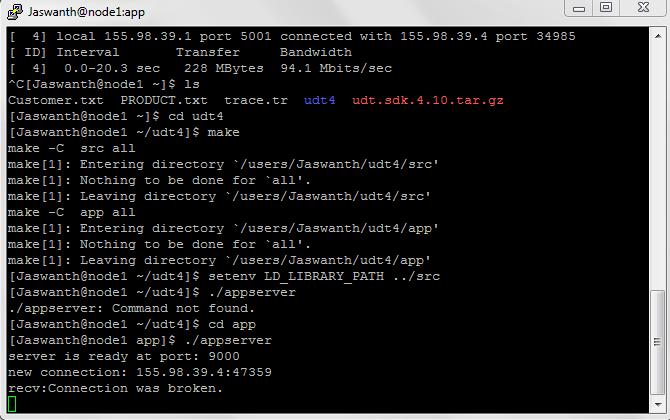 Jaswanth@node1:app
[  4] local 155.98.39.1 port 5001 connected with 155.98.39.4 port 34985
[ ID] Interval       Transfer     Bandwidth
[  4]  0.0-20.3 sec   228 MBytes  94.1 Mbits/sec
^C[Jaswanth@node1 ~]$ ls
Customer.txt  PRODUCT.txt  trace.tr  udt4  udt.sdk.4.10.tar.gz
[Jaswanth@node1 ~]$ cd udt4
[Jaswanth@node1 ~/udt4]$ make
make -C  src all
make[1]: Entering directory `/users/Jaswanth/udt4/src'
make[1]: Nothing to be done for `all'.
make[1]: Leaving directory `/users/Jaswanth/udt4/src'
make -C  app all
make[1]: Entering directory `/users/Jaswanth/udt4/app'
make[1]: Nothing to be done for `all'.
make[1]: Leaving directory `/users/Jaswanth/udt4/app'
[Jaswanth@node1 ~/udt4]$ setenv LD_LIBRARY_PATH ../src
[Jaswanth@node1 ~/udt4]$ ./appserver
./appserver: Command not found.
[Jaswanth@node1 ~/udt4]$ cd app
[Jaswanth@node1 app]$ ./appserver
server is ready at port: 9000
new connection: 155.98.39.4:47359
recv:Connection was broken.